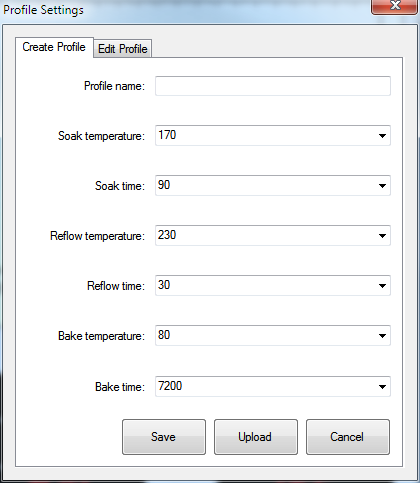 Profile Settings
Create Profile Edit Profile
Profile name:
Soak temperature: 170
Soak time: 90
Reflow temperature: 230
Reflow time: 30
Bake temperature: 80
Bake time: 7200
Save Upload Cancel